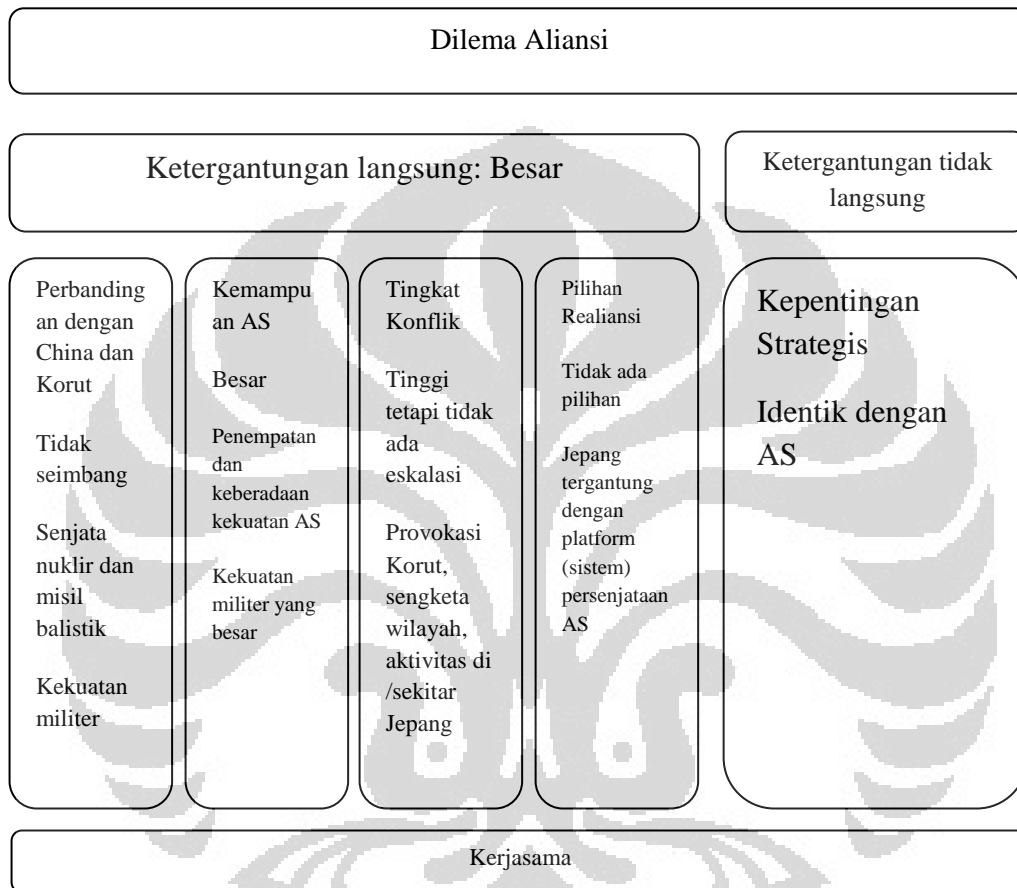 Dilema Aliansi
Ketergantungan langsung: Besar
Ketergantungan tidak
langsung
Perbanding
an dengan
China dan
Korut
Tidak
seimbang
Senjata
nuklir dan
misil
balistik
Kekuatan
militer
Kemampu
an AS
Besar
Penempatan
dan
keberadaan
kekuatan AS
Kekuatan
militer yang
besar
Tingkat
Konflik
Tinggi
tetapi tidak
ada
eskalasi
Provokasi
Korut,
sengketa
wilayah,
aktivitas di
/sekitar
Jepang
Pilihan
Realiansi
Tidak ada
pilihan
Jepang
tergantung
dengan
platform
(sistem)
persenjataan
AS
Kepentingan
Strategis
Identik dengan
AS
Kerjasama